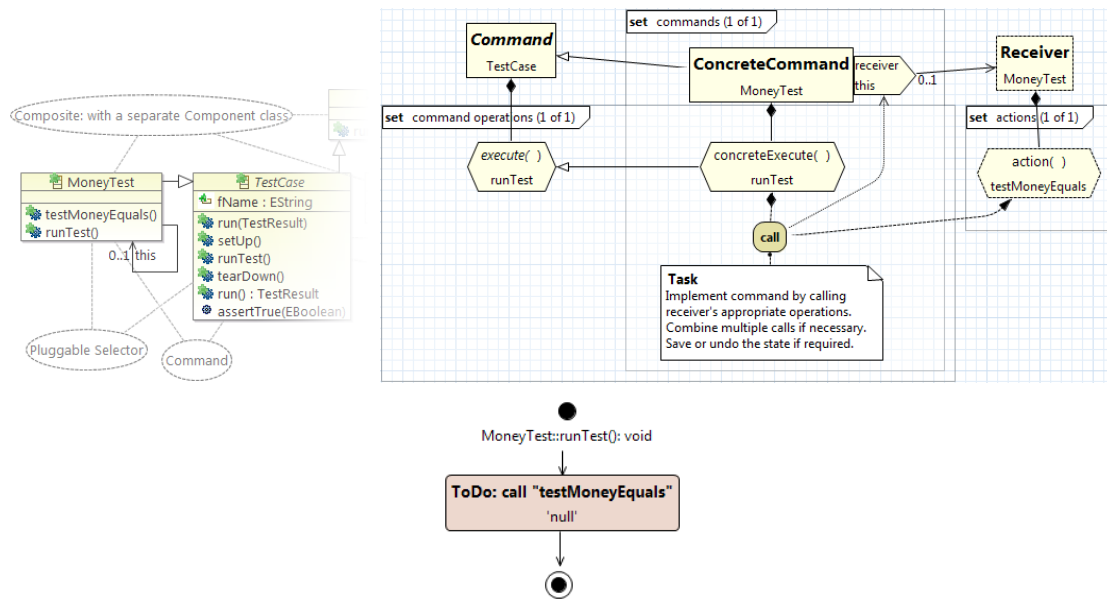 set commands (1 of 1)
Command
TestCase
ConcreteCommand
MoneyTest
receiver
this
0..1
Receiver
MoneyTest
set command operations (1 of 1)
set actions (1 of 1)
execute( )
runTest
concreteExecute( )
runTest
action( )
testMoneyEquals
call
Task
Implement command by calling
receiver's appropriate operations.
Combine multiple calls if necessary.
Save or undo the state if required.
Composite: with a separate Component class
MoneyTest
testMoneyEquals()
runTest()
0..1 this
TestCase
fName : EString
run(TestResult)
setUp()
runTest()
tearDown()
run() : TestResult
assertTrue(EBoolean)
Pluggable Selector
Command
MoneyTest::runTest(): void
ToDo: call "testMoneyEquals"
'null'